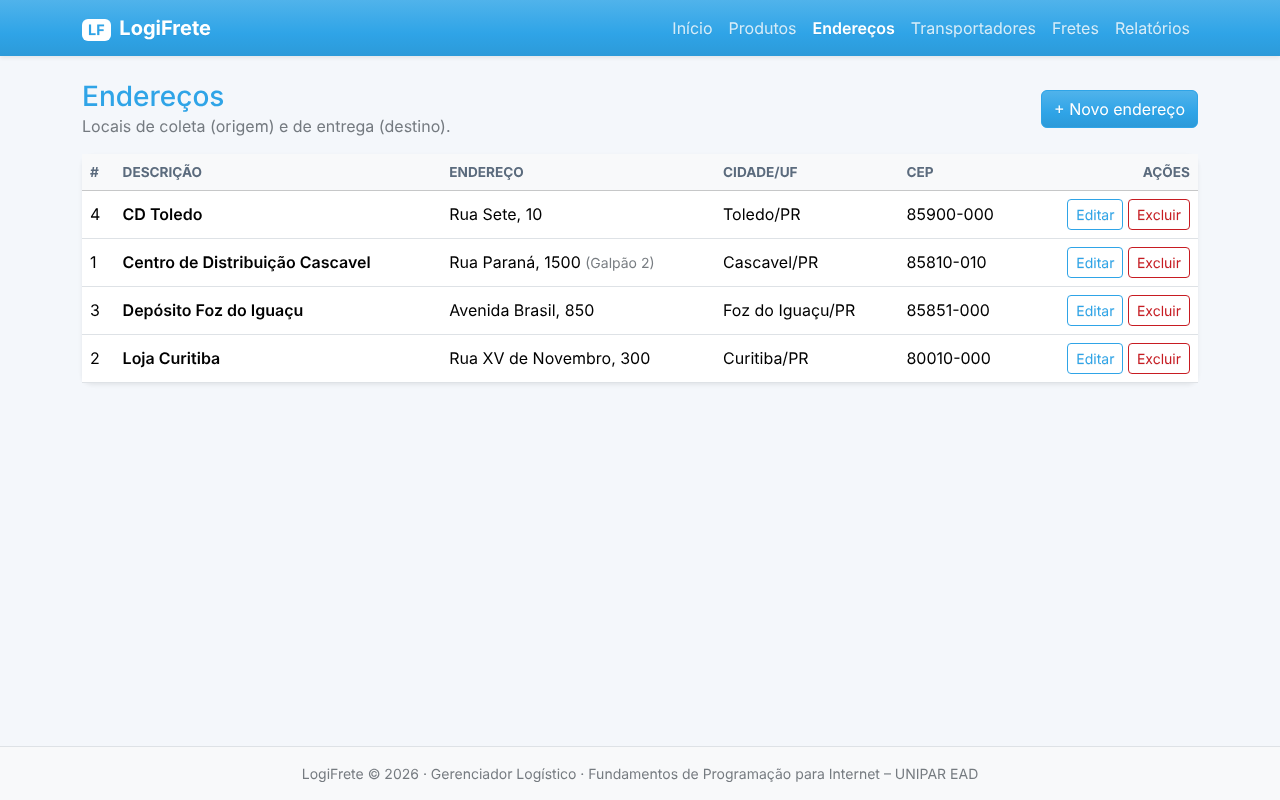 LF LogiFrete Início Produtos Endereços Transportadores Fretes Relatórios
Endereços
Locais de coleta (origem) e de entrega (destino).
+ Novo endereço
# DESCRIÇÃO ENDEREÇO CIDADE/UF CEP AÇÕES
4 CD Toledo Rua Sete, 10 Toledo/PR 85900-000 Editar Excluir
1 Centro de Distribuição Cascavel Rua Paraná, 1500 (Galpão 2) Cascavel/PR 85810-010 Editar Excluir
3 Depósito Foz do Iguaçu Avenida Brasil, 850 Foz do Iguaçu/PR 85851-000 Editar Excluir
2 Loja Curitiba Rua XV de Novembro, 300 Curitiba/PR 80010-000 Editar Excluir
LogiFrete © 2026 · Gerenciador Logístico · Fundamentos de Programação para Internet – UNIPAR EAD